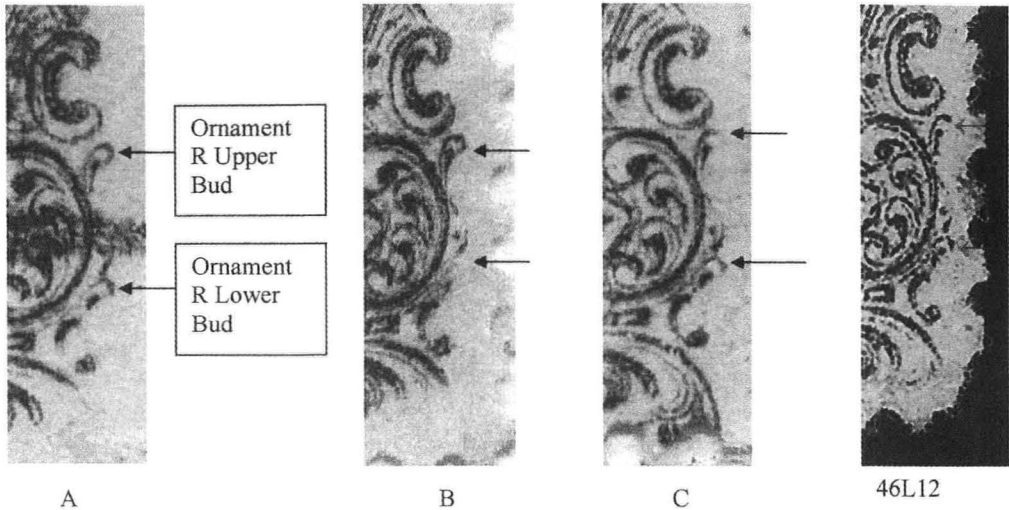 Ornament
R Upper
Bud
Ornament
R Lower
Bud
A
B
C
46L12